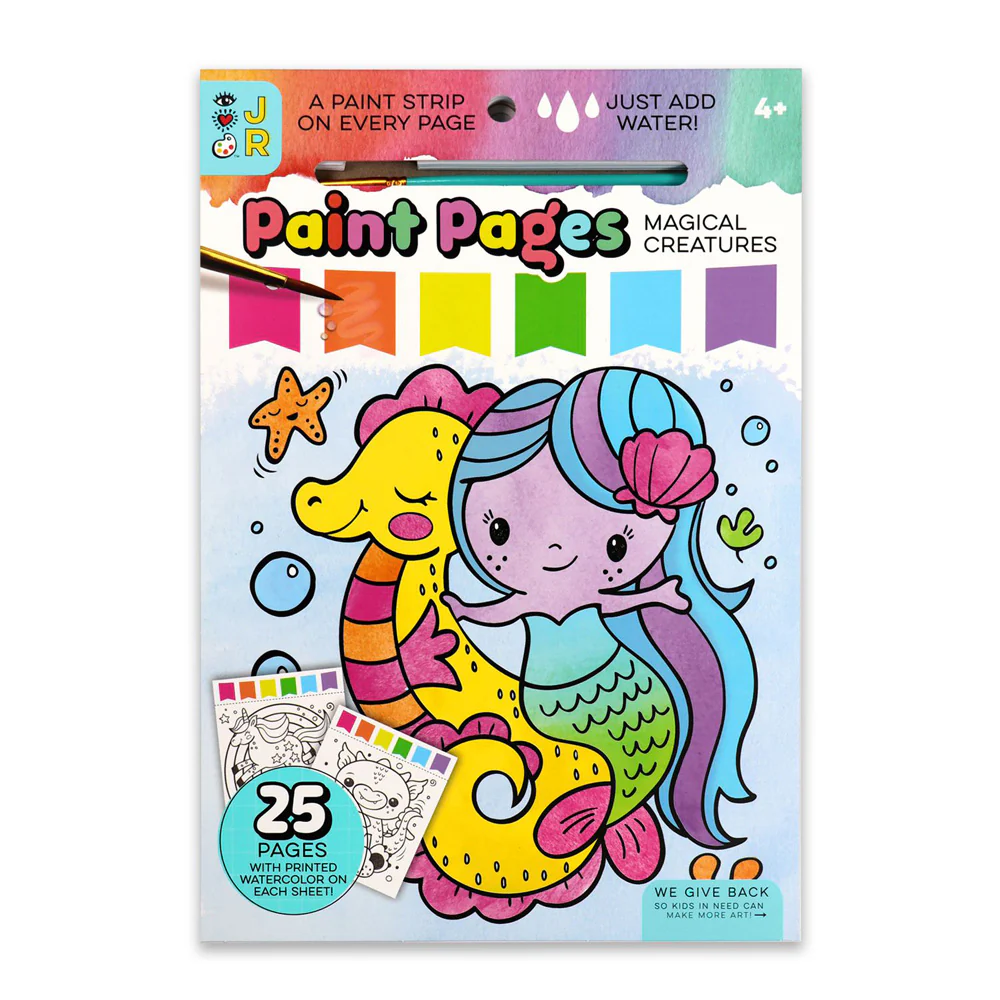 J
R
A PAINT STRIP
ON EVERY PAGE
JUST ADD
WATER!
4+
Paint Pages
MAGICAL
CREATURES
25
PAGES
WITH PRINTED
WATERCOLOR ON
EACH SHEET!
WE GIVE BACK
SO KIDS IN NEED CAN
MAKE MORE ART!→